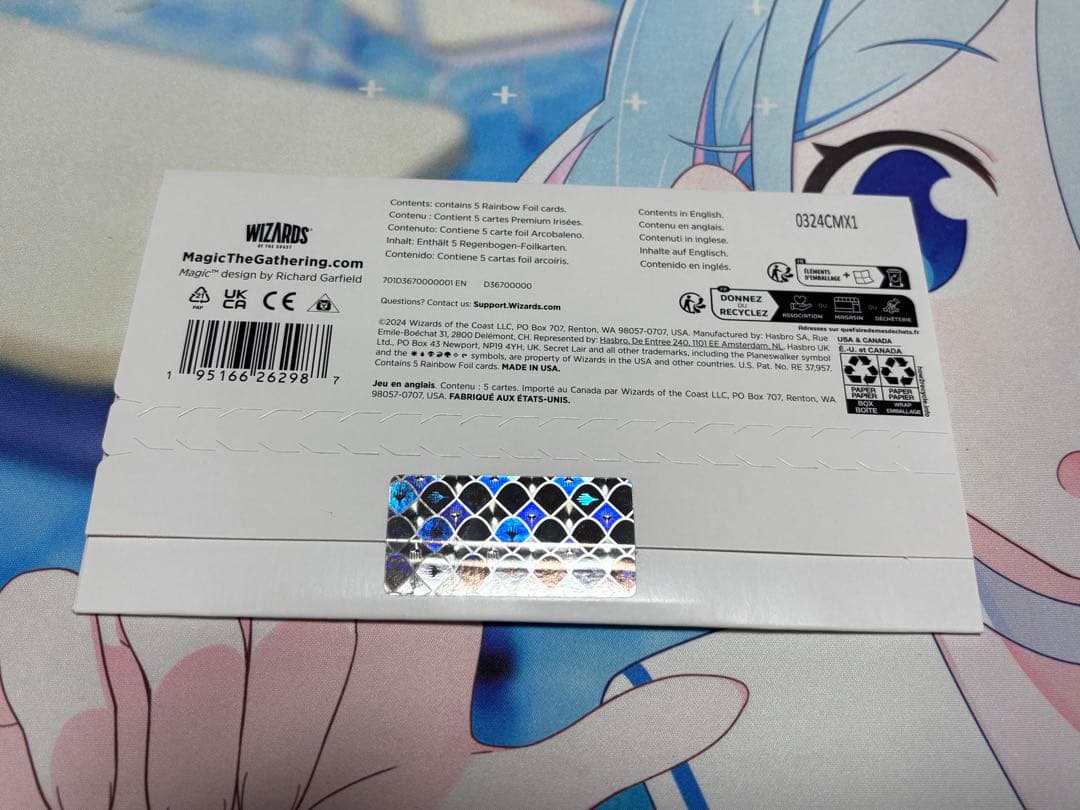 WIZARDS
OF THE COAST
MagicTheGathering.com
Magic™ design by Richard Garfield
21
PAP
UK
CA
CE
1 95166 26298 7
Contents: contains 5 Rainbow Foil cards.
Contenu : Contient 5 cartes Premium Irisées.
Contenuto: Contiene 5 carte foil Arcobaleno.
Inhalt: Enthält 5 Regenbogen-Foilkarten.
Contenido: Contiene 5 cartas foil arcoíris.
701D3670000001 EN D36700000
Questions? Contact us: Support.Wizards.com
©2024 Wizards of the Coast LLC, PO Box 707, Renton, WA 98057-0707, USA. Manufactured by: Hasbro SA, Rue
Emile-Boéchat 31, 2800 Delémont, CH. Represented by: Hasbro, De Entree 240, 1101 EE Amsterdam, NL. Hasbro UK
Ltd., PO Box 43 Newport, NP19 4YH, UK. Secret Lair and all other trademarks, including the Planeswalker symbol
and the symbols, are property of Wizards in the USA and other countries. U.S. Pat. No. RE 37,957.
Contains 5 Rainbow Foil cards. MADE IN USA.
Jeu en anglais. Contenu : 5 cartes. Importé au Canada par Wizards of the Coast LLC, PO Box 707, Renton, WA
98057-0707, USA. FABRIQUÉ AUX ÉTATS-UNIS.
Contents in English.
Contenu en anglais.
Contenuti in inglese.
Inhalte auf Englisch.
Contenido en inglés.
0324CMX1
FR
ÉLÉMENTS
D'EMBALLAGE +
FR
DONNEZ
OU
RECYCLEZ
ASSOCIATION
OU
MAGASIN
OU
DÉCHÈTERIE
Adresses sur quefairedemesdechets.fr
USA & CANADA
É.-U. et CANADA
PAPER
PAPIER
BOX
BOÎTE
PAPER
PAPIER
WRAP
EMBALLAGE
how2recycle.info